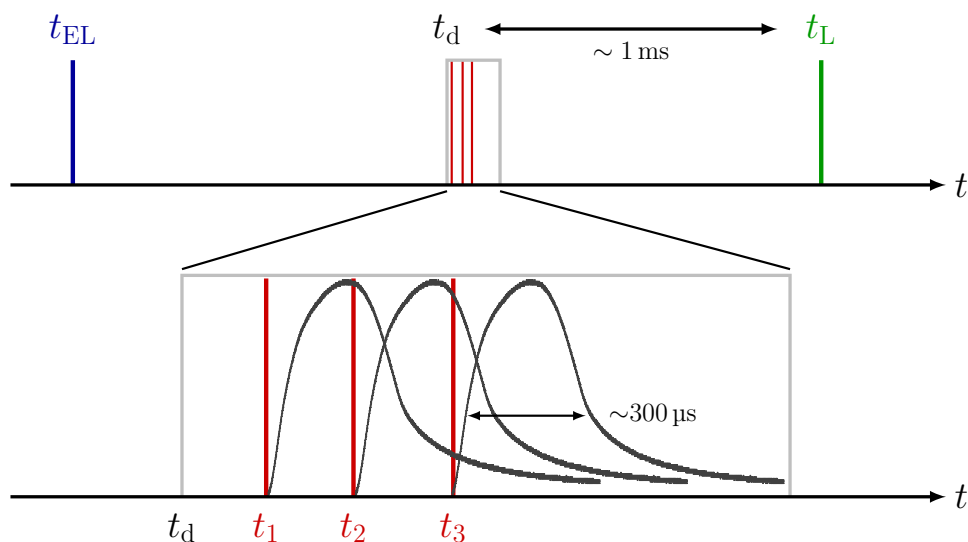 t_EL
t_d
t_L
∼ 1 ms
t
∼300 µs
t
t_d
t_1
t_2
t_3